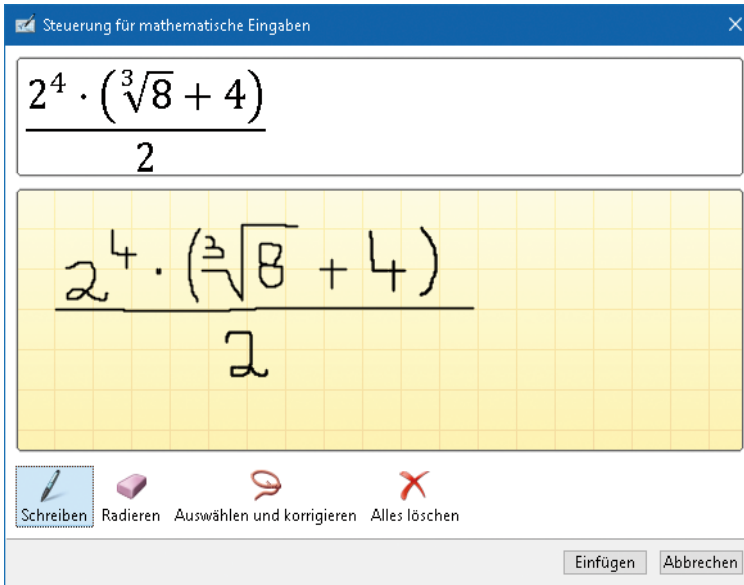 Steuerung für mathematische Eingaben
2⁴ · (∛8 + 4)
2
2⁴ · (∛8 + 4)
2
Schreiben Radieren Auswählen und korrigieren Alles löschen
Einfügen Abbrechen